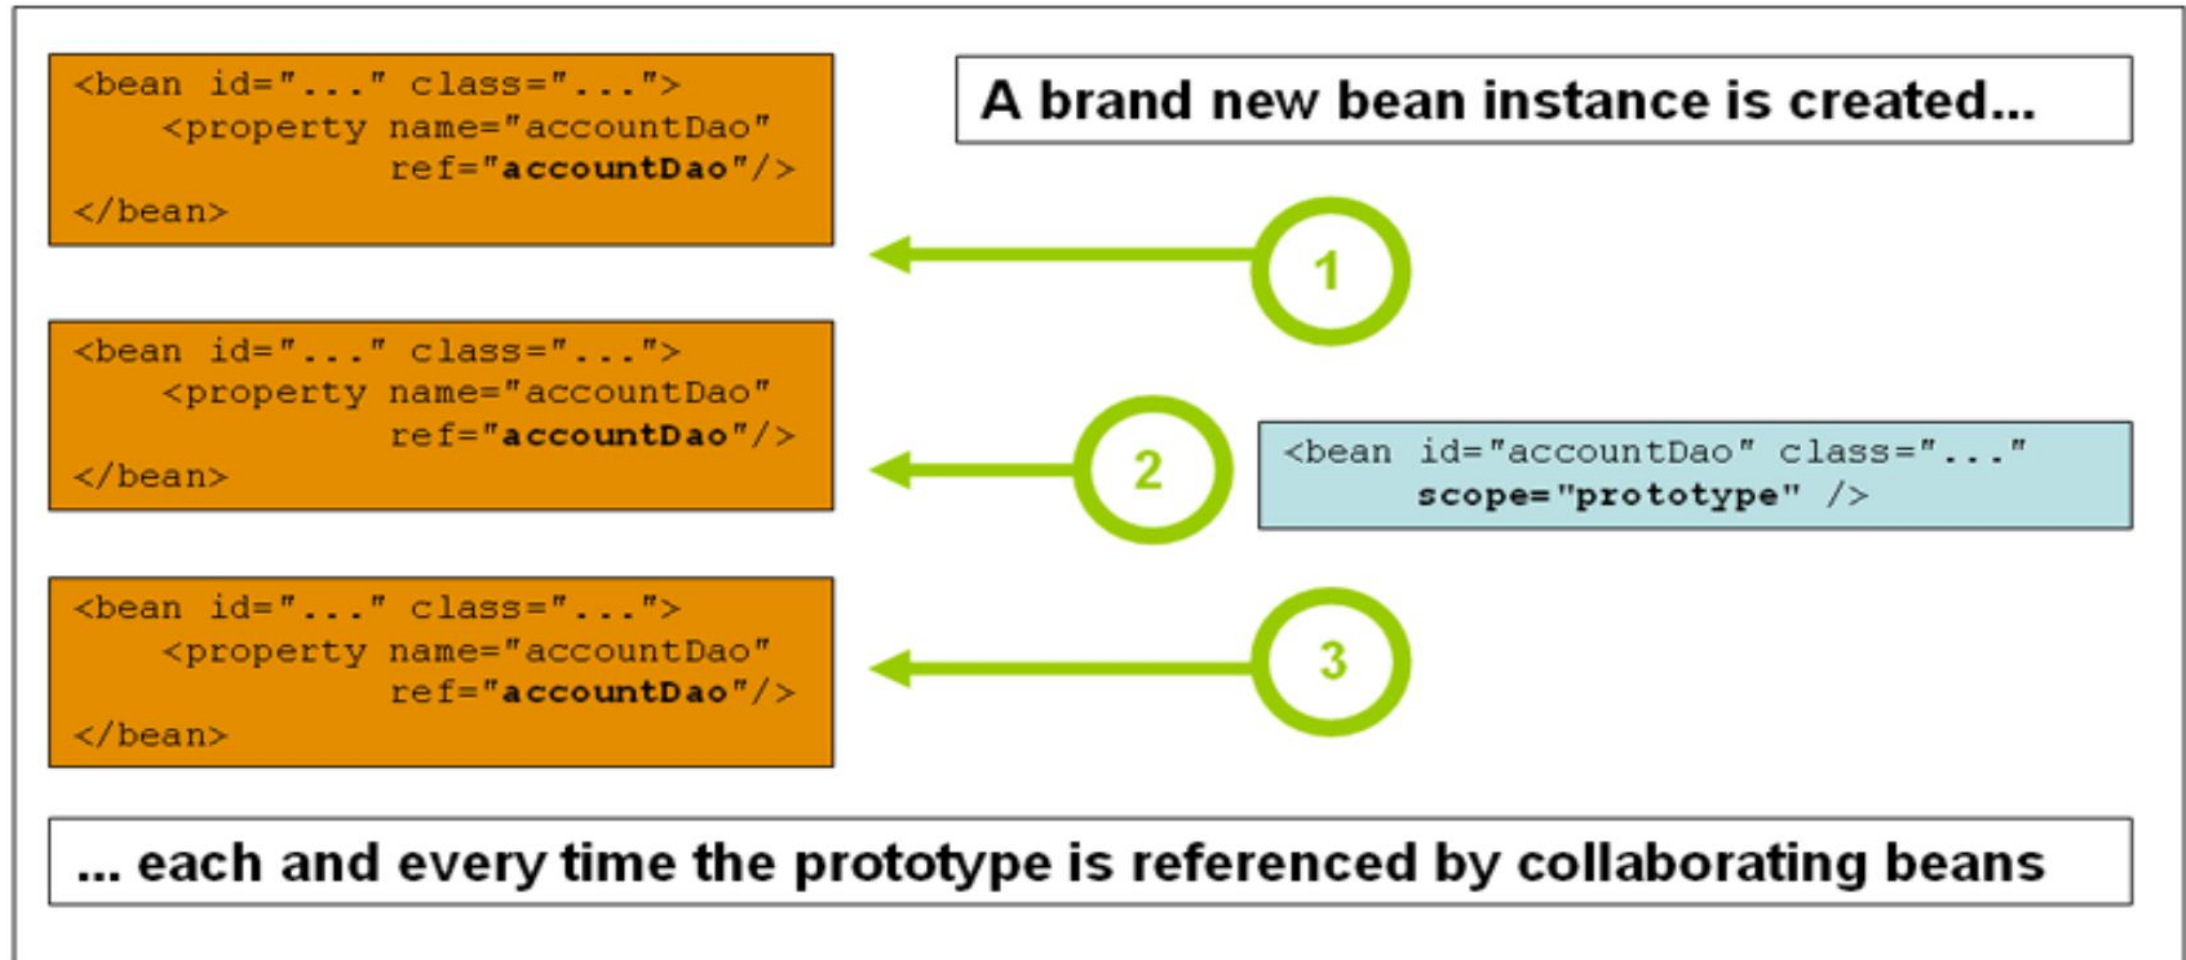 <bean id="..." class="...">
    <property name="accountDao"
              ref="accountDao"/>
</bean>
A brand new bean instance is created...
1
<bean id="..." class="...">
    <property name="accountDao"
              ref="accountDao"/>
</bean>
2
<bean id="accountDao" class="..."
      scope="prototype" />
<bean id="..." class="...">
    <property name="accountDao"
              ref="accountDao"/>
</bean>
3
... each and every time the prototype is referenced by collaborating beans